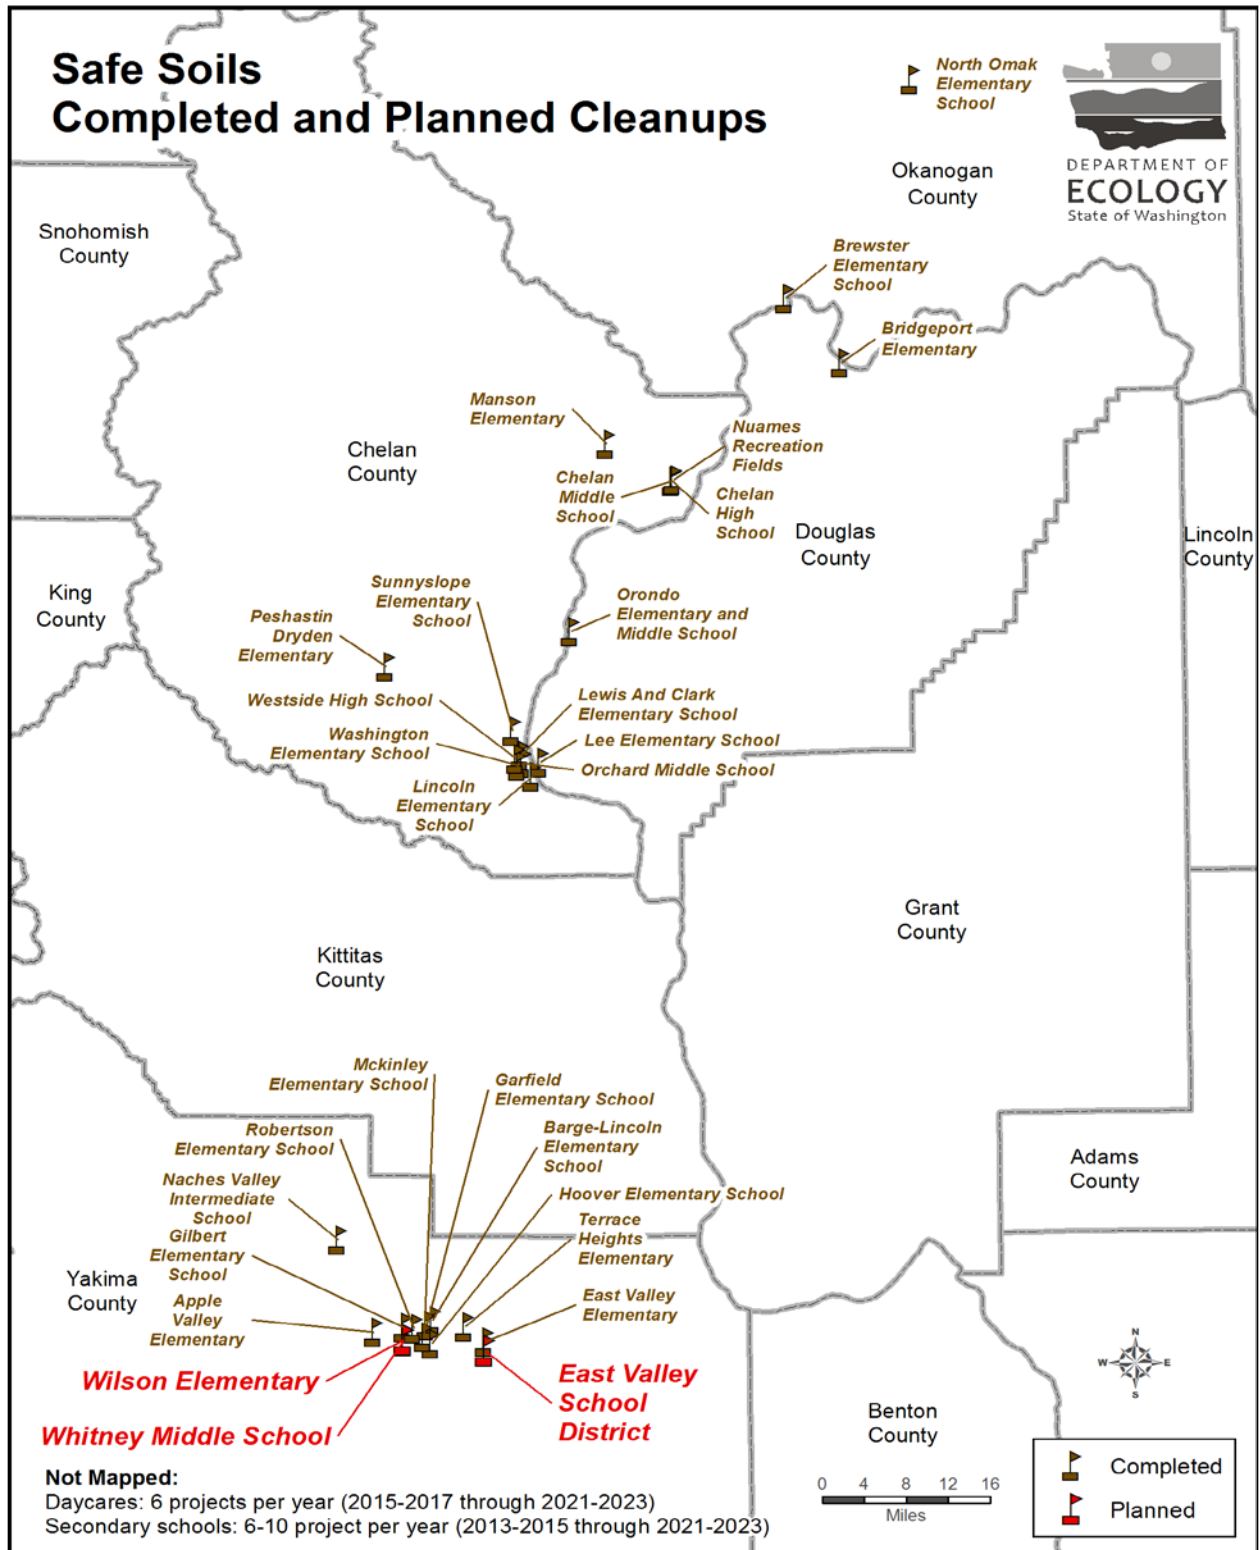 Safe Soils
Completed and Planned Cleanups
North Omak
Elementary
School
DEPARTMENT OF
ECOLOGY
State of Washington
Okanogan
County
Snohomish
County
Brewster
Elementary
School
Bridgeport
Elementary
Manson
Elementary
Nuames
Recreation
Fields
Chelan
County
Chelan
Middle
School
Chelan
High
School
Douglas
County
Lincoln
County
King
County
Sunnyslope
Elementary
School
Orondo
Elementary and
Middle School
Peshastin
Dryden
Elementary
Westside High School
Lewis And Clark
Elementary School
Washington
Elementary School
Lee Elementary School
Orchard Middle School
Lincoln
Elementary
School
Grant
County
Kittitas
County
Mckinley
Elementary School
Garfield
Elementary School
Robertson
Elementary School
Barge-Lincoln
Elementary
School
Adams
County
Naches Valley
Intermediate
School
Hoover Elementary School
Gilbert
Elementary
School
Terrace
Heights
Elementary
Yakima
County
Apple
Valley
Elementary
East Valley
Elementary
Wilson Elementary
East Valley
School
District
Whitney Middle School
N
W
E
S
Benton
County
Not Mapped:
Daycares: 6 projects per year (2015-2017 through 2021-2023)
Secondary schools: 6-10 project per year (2013-2015 through 2021-2023)
0 4 8 12 16
Miles
Completed
Planned